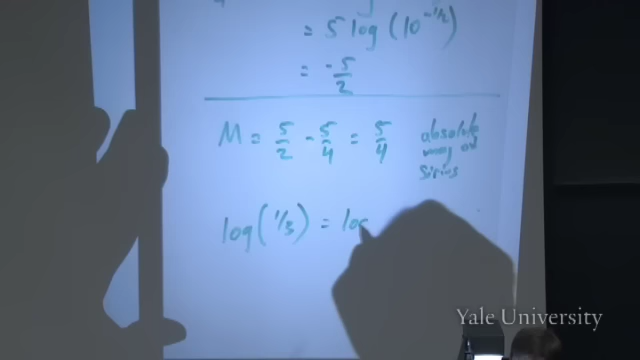 = 5 log (10^-1/2)
= -5/2
M = 5/2 - 5/4 = 5/4 absolute mag of Sirius
log (1/3) = log
Yale University